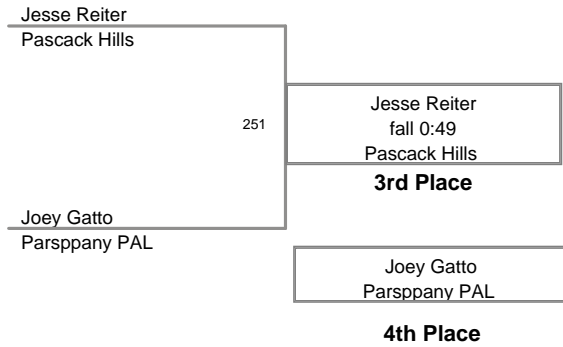 Jesse Reiter
Pascack Hills
251
Jesse Reiter
fall 0:49
Pascack Hills
3rd Place
Joey Gatto
Parsppany PAL
Joey Gatto
Parsppany PAL
4th Place